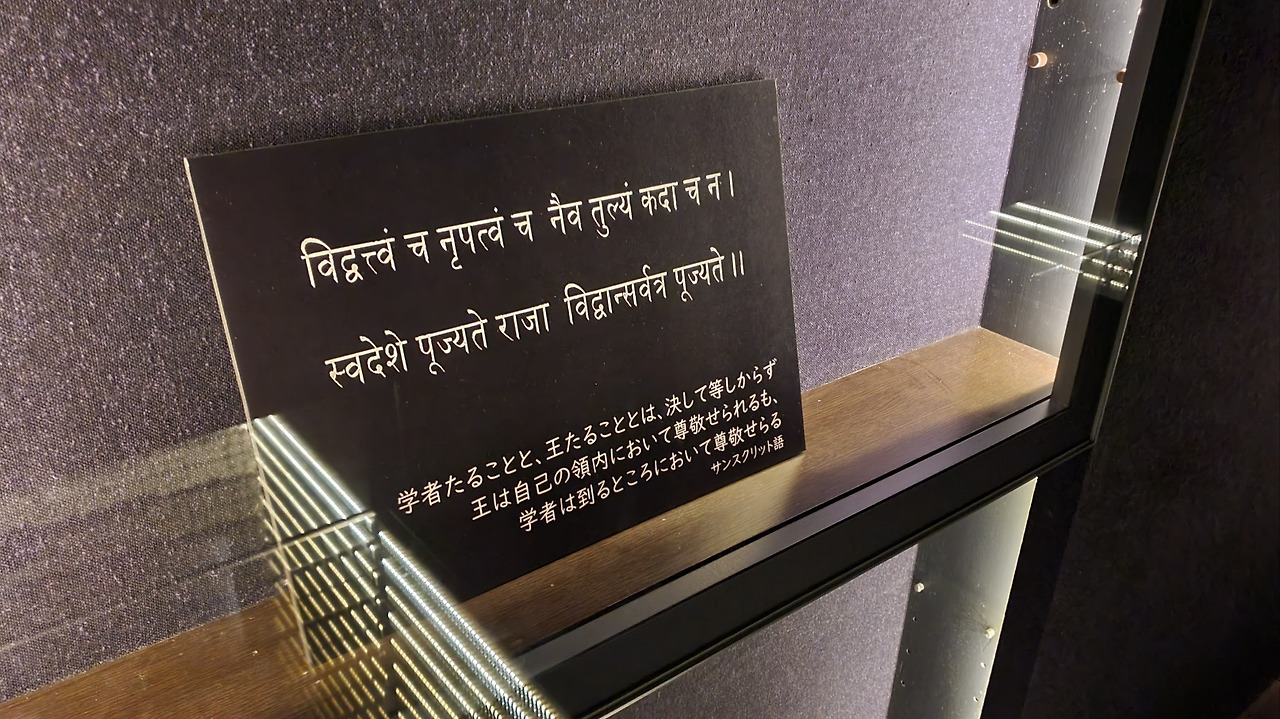 विद्वत्त्वं च नृपत्वं च नैव तुल्यं कदा च न।
स्वदेशे पूज्यते राजा विद्वान्सर्वत्र पूज्यते।।
学者たることと、王たることとは、決して等しからず
王は自己の領内において尊敬せられるも、
学者は到るところにおいて尊敬せらる
サンスクリット語